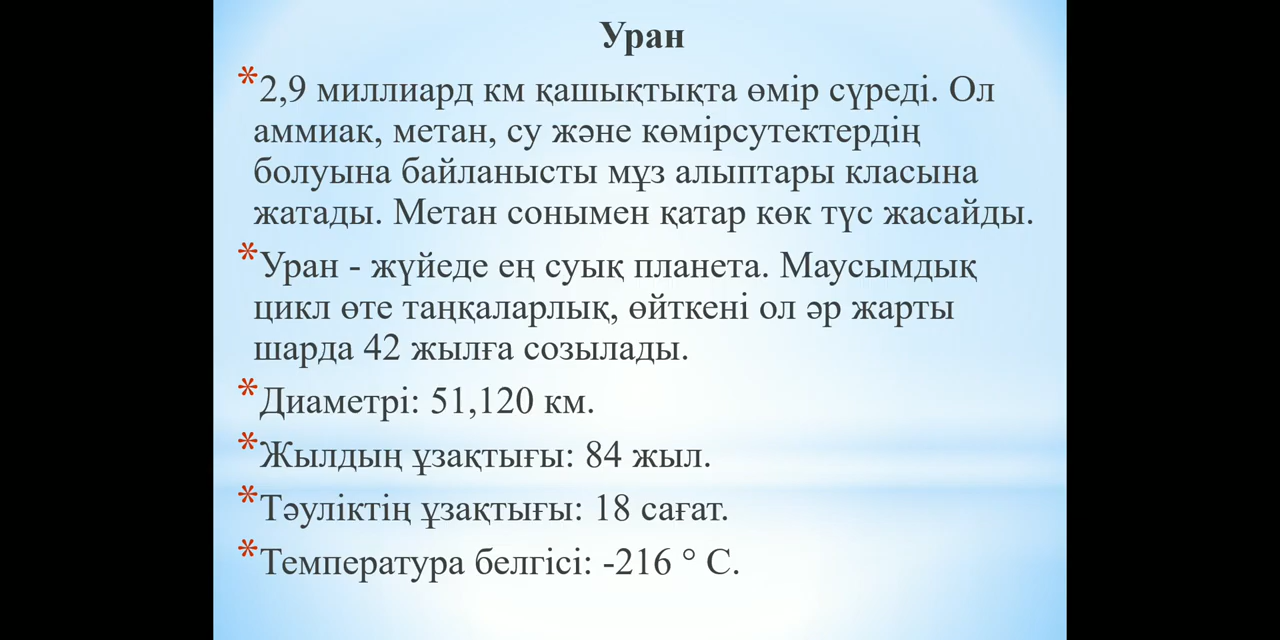 Уран
*2,9 миллиард км қашықтықта өмір сүреді. Ол
аммиак, метан, су және көмірсутектердің
болуына байланысты мұз алыптары класына
жатады. Метан сонымен қатар көк түс жасайды.
*Уран - жүйеде ең суық планета. Маусымдық
цикл өте таңқаларлық, өйткені ол әр жарты
шарда 42 жылға созылады.
*Диаметрі: 51,120 км.
*Жылдың ұзақтығы: 84 жыл.
*Тәуліктің ұзақтығы: 18 сағат.
*Температура белгісі: -216 ° C.